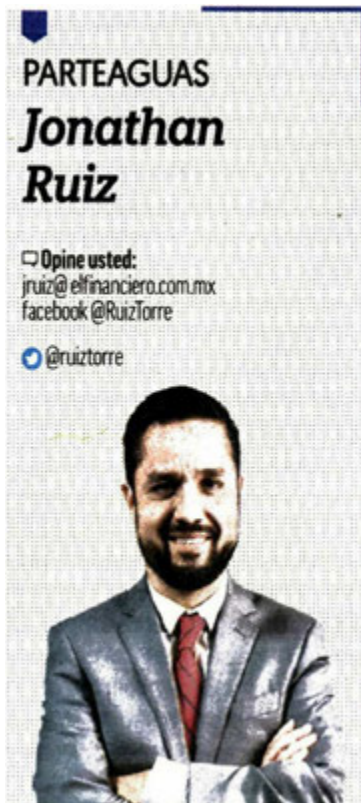 PARTEAGUAS
Jonathan
Ruiz
Opine usted:
jruiz@elfinanciero.com.mx
facebook @RuizTorre
@ruiztorre